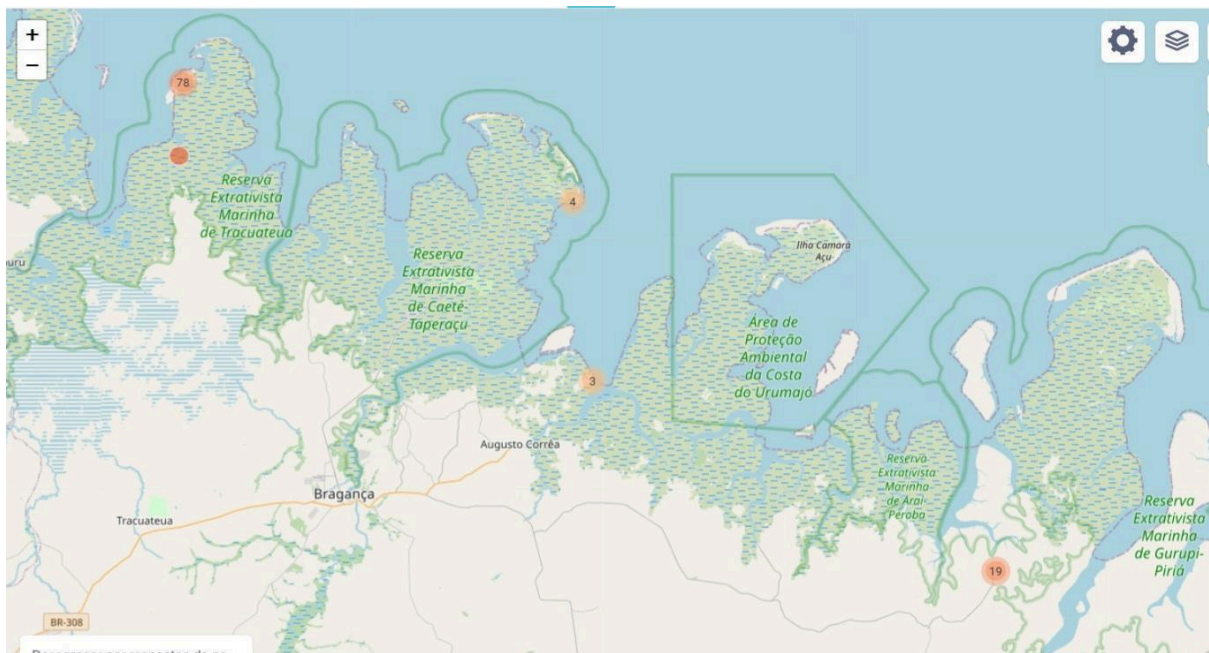 +
−
78
Reserva
Extrativista
Marinha
de Tracuateua
4
Reserva
Extrativista
Marinha
de Caeté-
Taperaçu
Ilha Camará
Açu
Área de
Proteção
Ambiental
da Costa
do Urumajó
3
Augusto Corrêa
Bragança
Tracuateua
Reserva
Extrativista
Marinha
de Araí-
Peroba
Reserva
Extrativista
Marinha
de Gurupi-
Piriá
19
BR-308